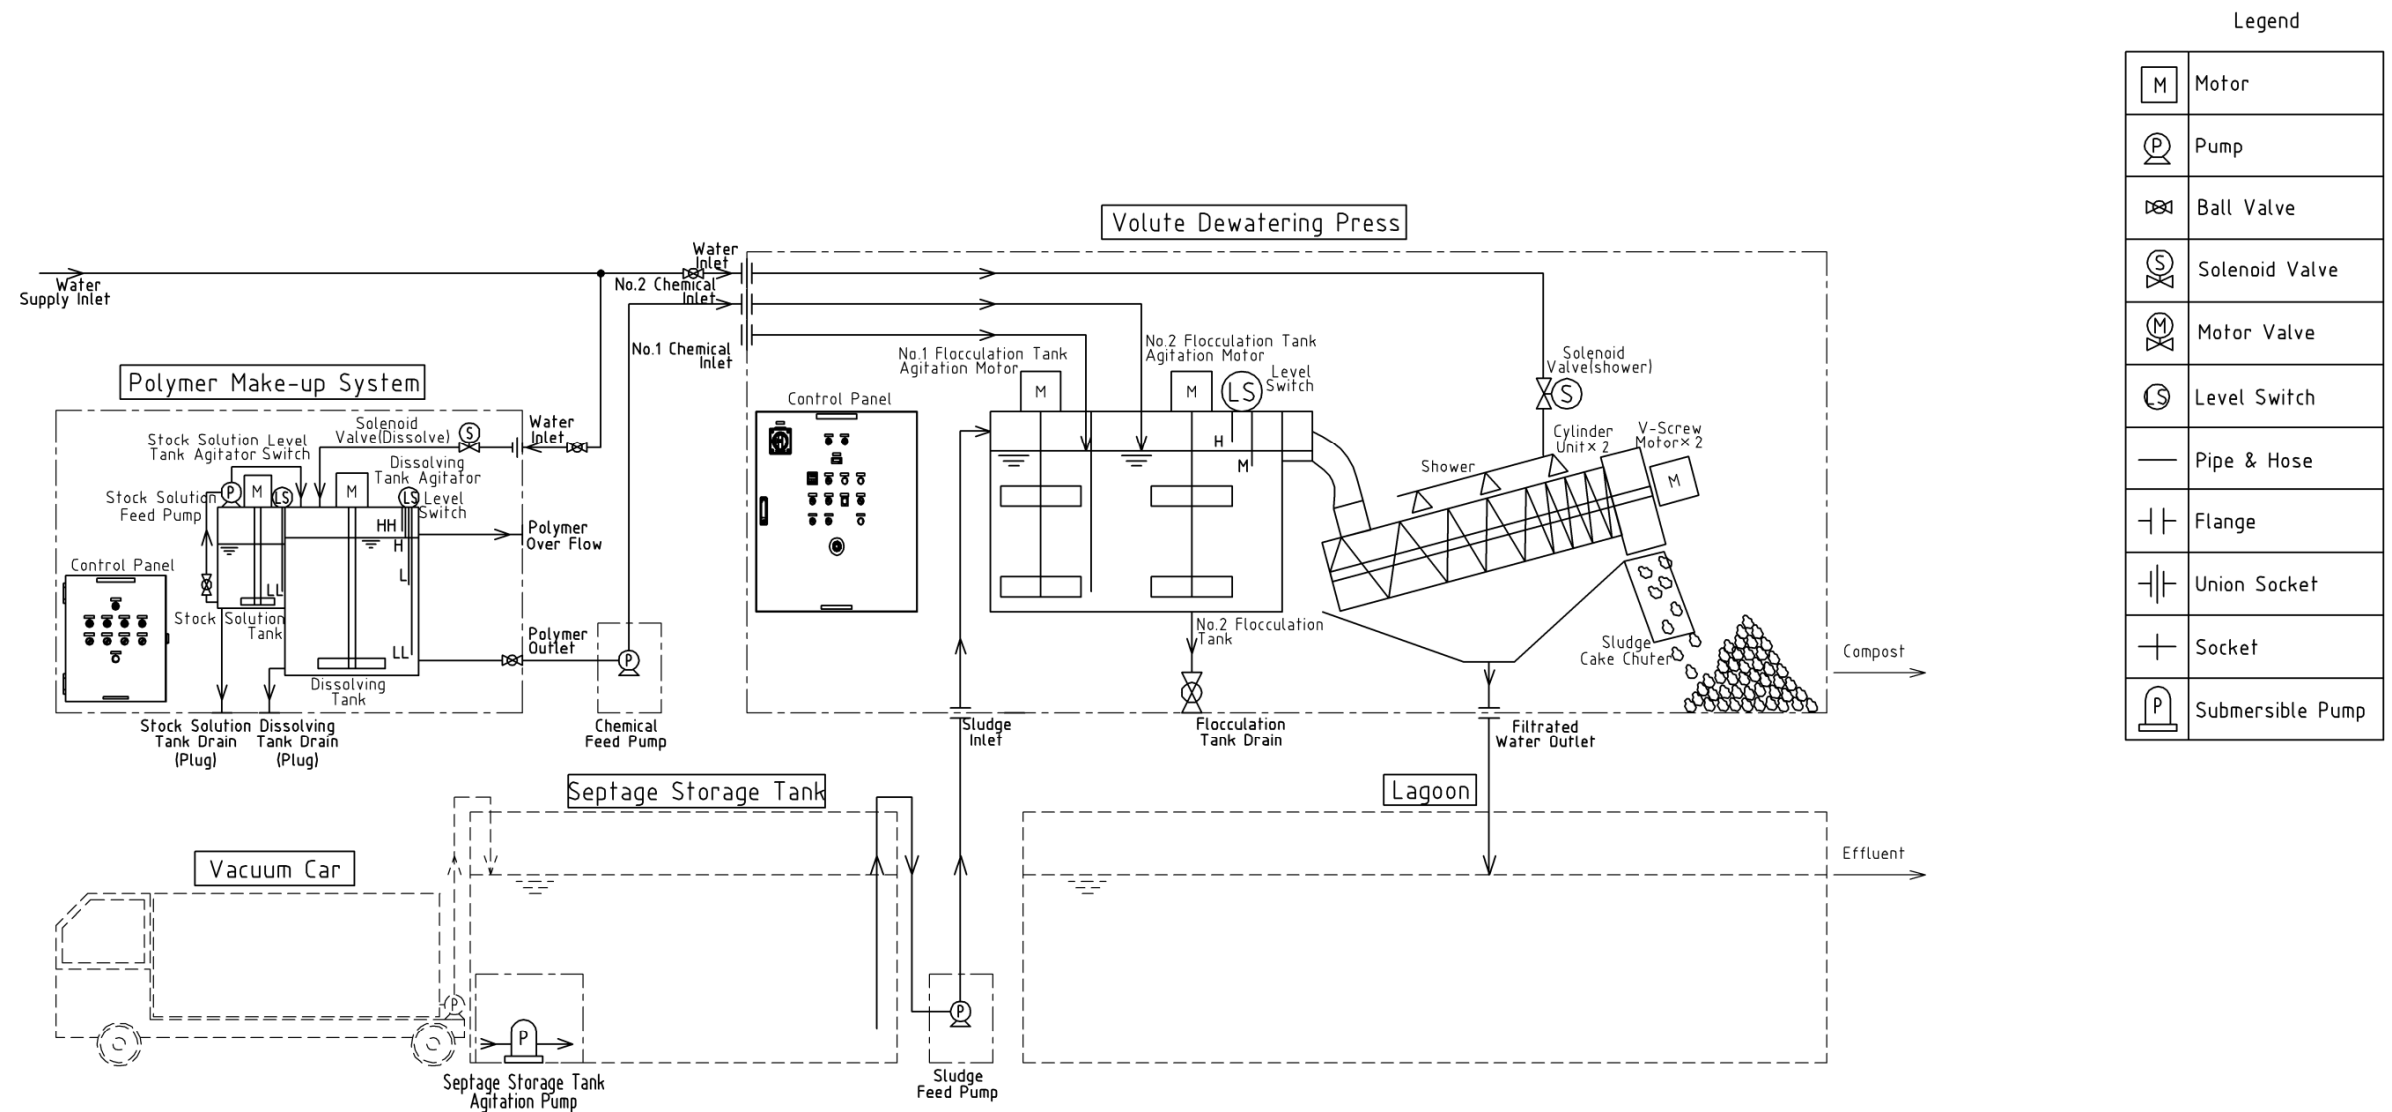 Legend
M
Motor
P
Pump
Ball Valve
S
Solenoid Valve
M
Motor Valve
LS
Level Switch
Pipe & Hose
Flange
Union Socket
Socket
P
Submersible Pump
Volute Dewatering Press
Water
Supply Inlet
Water
Inlet
No.2 Chemical
Inlet
No.1 Chemical
Inlet
No.1 Flocculation Tank
Agitation Motor
M
No.2 Flocculation Tank
Agitation Motor
M
LS
Level
Switch
H
M
Control Panel
Solenoid
Valve(shower)
S
Cylinder
Unit×2
V-Screw
Motor×2
M
Shower
No.2 Flocculation
Tank
Sludge
Cake Chuter
Compost
Sludge
Inlet
Flocculation
Tank Drain
Filtrated
Water Outlet
Polymer Make-up System
Solenoid
Valve(Dissolve)
S
Water
Inlet
Stock Solution Level
Tank Agitator Switch
Dissolving
Tank Agitator
Stock Solution
Feed Pump
P
M
LS
M
LS
Level
Switch
HH
H
L
LL
LL
Polymer
Over Flow
Control Panel
Stock Solution
Tank
Dissolving
Tank
Polymer
Outlet
P
Stock Solution
Tank Drain
(Plug)
Dissolving
Tank Drain
(Plug)
Chemical
Feed Pump
Septage Storage Tank
Lagoon
Vacuum Car
Effluent
P
P
P
Septage Storage Tank
Agitation Pump
Sludge
Feed Pump